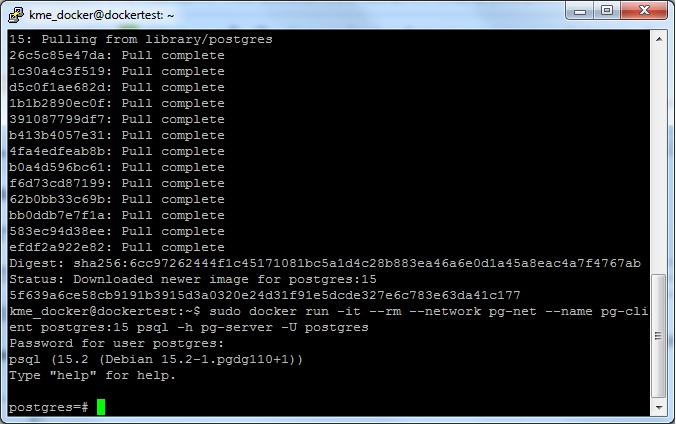 kme_docker@dockertest: ~
15: Pulling from library/postgres
26c5c85e47da: Pull complete
1c30a4c3f519: Pull complete
d5c0f1ae682d: Pull complete
1b1b2890ec0f: Pull complete
391087799df7: Pull complete
b413b4057e31: Pull complete
4fa4edfeab8b: Pull complete
b0a4d596bc61: Pull complete
f6d73cd87199: Pull complete
62b0bb33c69b: Pull complete
bb0ddb7e7f1a: Pull complete
583ec94d38ee: Pull complete
efdf2a922e82: Pull complete
Digest: sha256:6cc97262444f1c45171081bc5a1d4c28b883ea46a6e0d1a45a8eac4a7f4767ab
Status: Downloaded newer image for postgres:15
5f639a6ce58cb9191b3915d3a0320e24d31f91e5dcde327e6c783e63da41c177
kme_docker@dockertest:~$ sudo docker run -it --rm --network pg-net --name pg-cli
ent postgres:15 psql -h pg-server -U postgres
Password for user postgres:
psql (15.2 (Debian 15.2-1.pgdg110+1))
Type "help" for help.
postgres=#